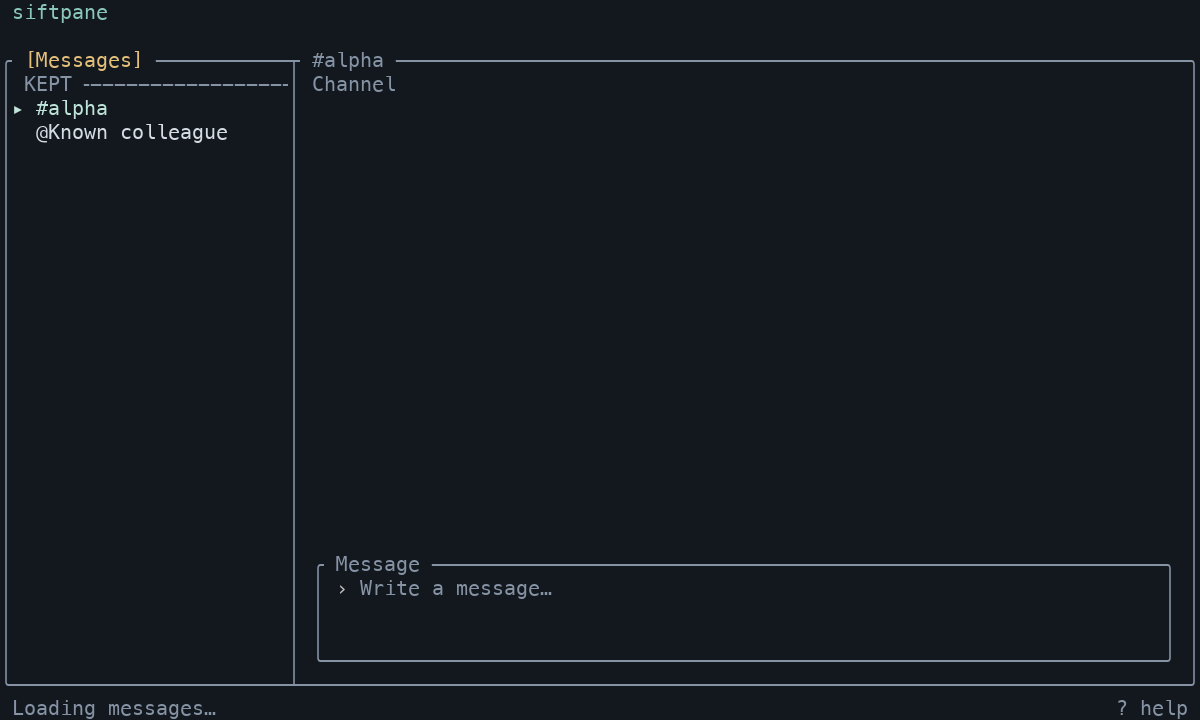 siftpane
[Messages]
#alpha
KEPT
Channel
▸ #alpha
@Known colleague
Message
› Write a message…
Loading messages…
? help